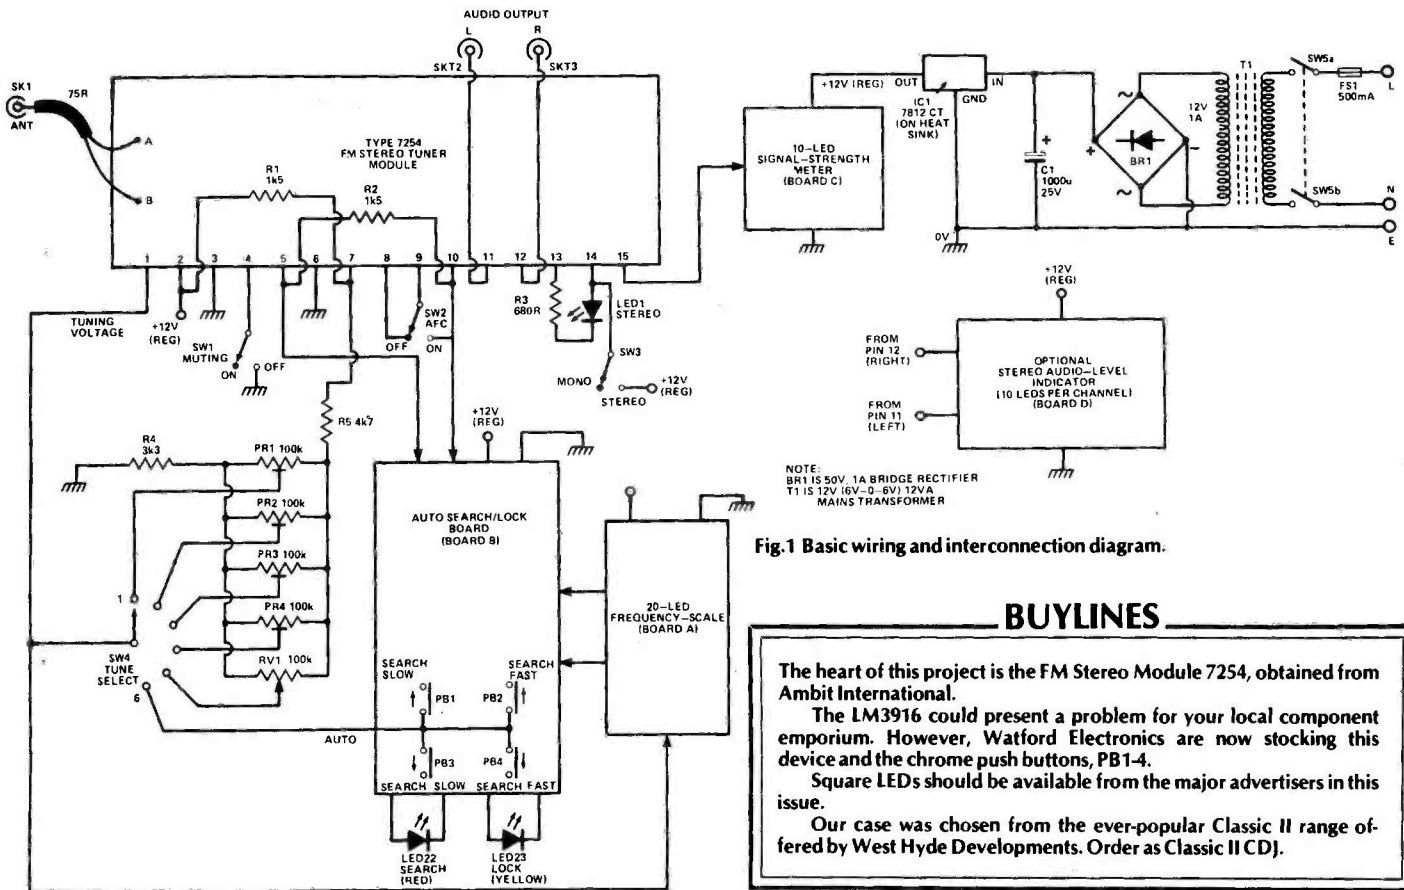 AUDIO OUTPUT
L
R
SKT2
SKT3
SK1
ANT
75R
A
B
TYPE 7254
FM STEREO TUNER
MODULE
R1
1k5
R2
1k5
1
2
3
4
5
6
7
8
9
10
11
12
13
14
15
TUNING
VOLTAGE
+12V
(REG)
SW1
MUTING
ON
OFF
SW2
AFC
OFF
ON
R3
680R
LED1
STEREO
SW3
MONO
STEREO
+12V
(REG)
+12V (REG)
OUT
IN
GND
IC1
7812 CT
(ON HEAT
SINK)
10-LED
SIGNAL-STRENGTH
METER
(BOARD C)
+
C1
1000u
25V
0V
~
+
-
~
BR1
12V
1A
T1
SW5a
SW5b
FS1
500mA
L
N
E
R5 4k7
R4
3k3
PR1 100k
PR2 100k
PR3 100k
PR4 100k
RV1 100k
1
6
SW4
TUNE
SELECT
AUTO
+12V
(REG)
AUTO SEARCH/LOCK
BOARD
(BOARD B)
SEARCH
SLOW
SEARCH
FAST
PB1
PB2
PB3
PB4
SEARCH SLOW
SEARCH FAST
LED22
SEARCH
(RED)
LED23
LOCK
(YELLOW)
20-LED
FREQUENCY-SCALE
(BOARD A)
+12V
(REG)
FROM
PIN 12
(RIGHT)
FROM
PIN 11
(LEFT)
OPTIONAL
STEREO AUDIO-LEVEL
INDICATOR
(10 LEDS PER CHANNEL)
(BOARD D)
NOTE:
BR1 IS 50V, 1A BRIDGE RECTIFIER
T1 IS 12V (6V-0-6V) 12VA
MAINS TRANSFORMER
Fig.1 Basic wiring and interconnection diagram.
BUYLINES
The heart of this project is the FM Stereo Module 7254, obtained from
Ambit International.
The LM3916 could present a problem for your local component
emporium. However, Watford Electronics are now stocking this
device and the chrome push buttons, PB1-4.
Square LEDs should be available from the major advertisers in this
issue.
Our case was chosen from the ever-popular Classic II range of-
fered by West Hyde Developments. Order as Classic II CDJ.